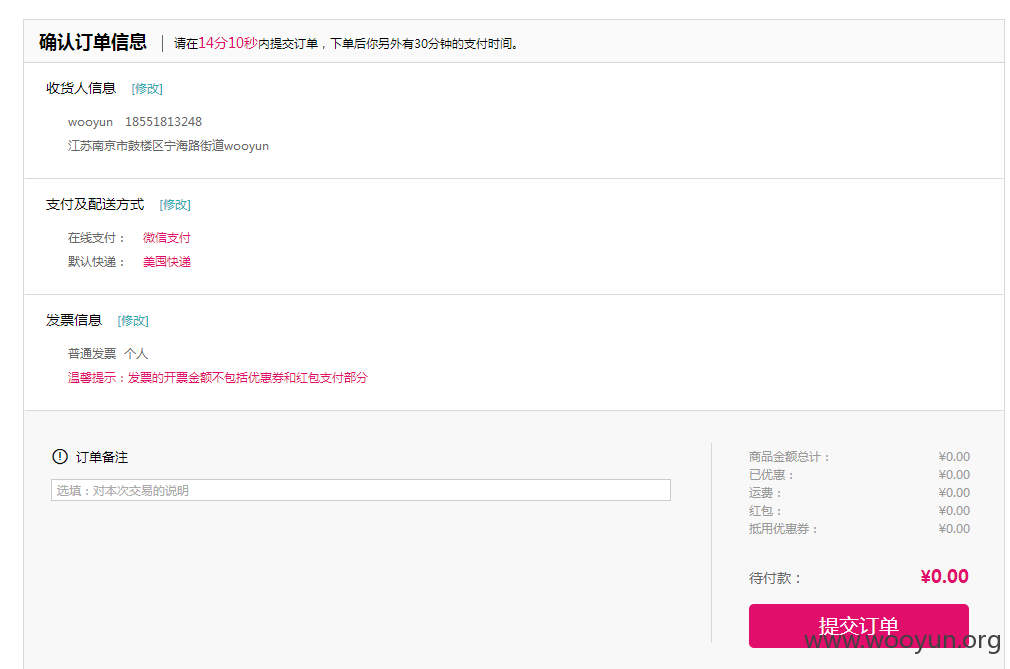 确认订单信息 | 请在14分10秒内提交订单，下单后你另外有30分钟的支付时间。
收货人信息 [修改]
wooyun 18551813248
江苏南京市鼓楼区宁海路街道wooyun
支付及配送方式 [修改]
在线支付： 微信支付
默认快递： 美囤快递
发票信息 [修改]
普通发票 个人
温馨提示：发票的开票金额不包括优惠券和红包支付部分
订单备注
选填：对本次交易的说明
商品金额总计： ¥0.00
已优惠： ¥0.00
运费： ¥0.00
红包： ¥0.00
抵用优惠券： ¥0.00
待付款： ¥0.00
提交订单
www.wooyun.org